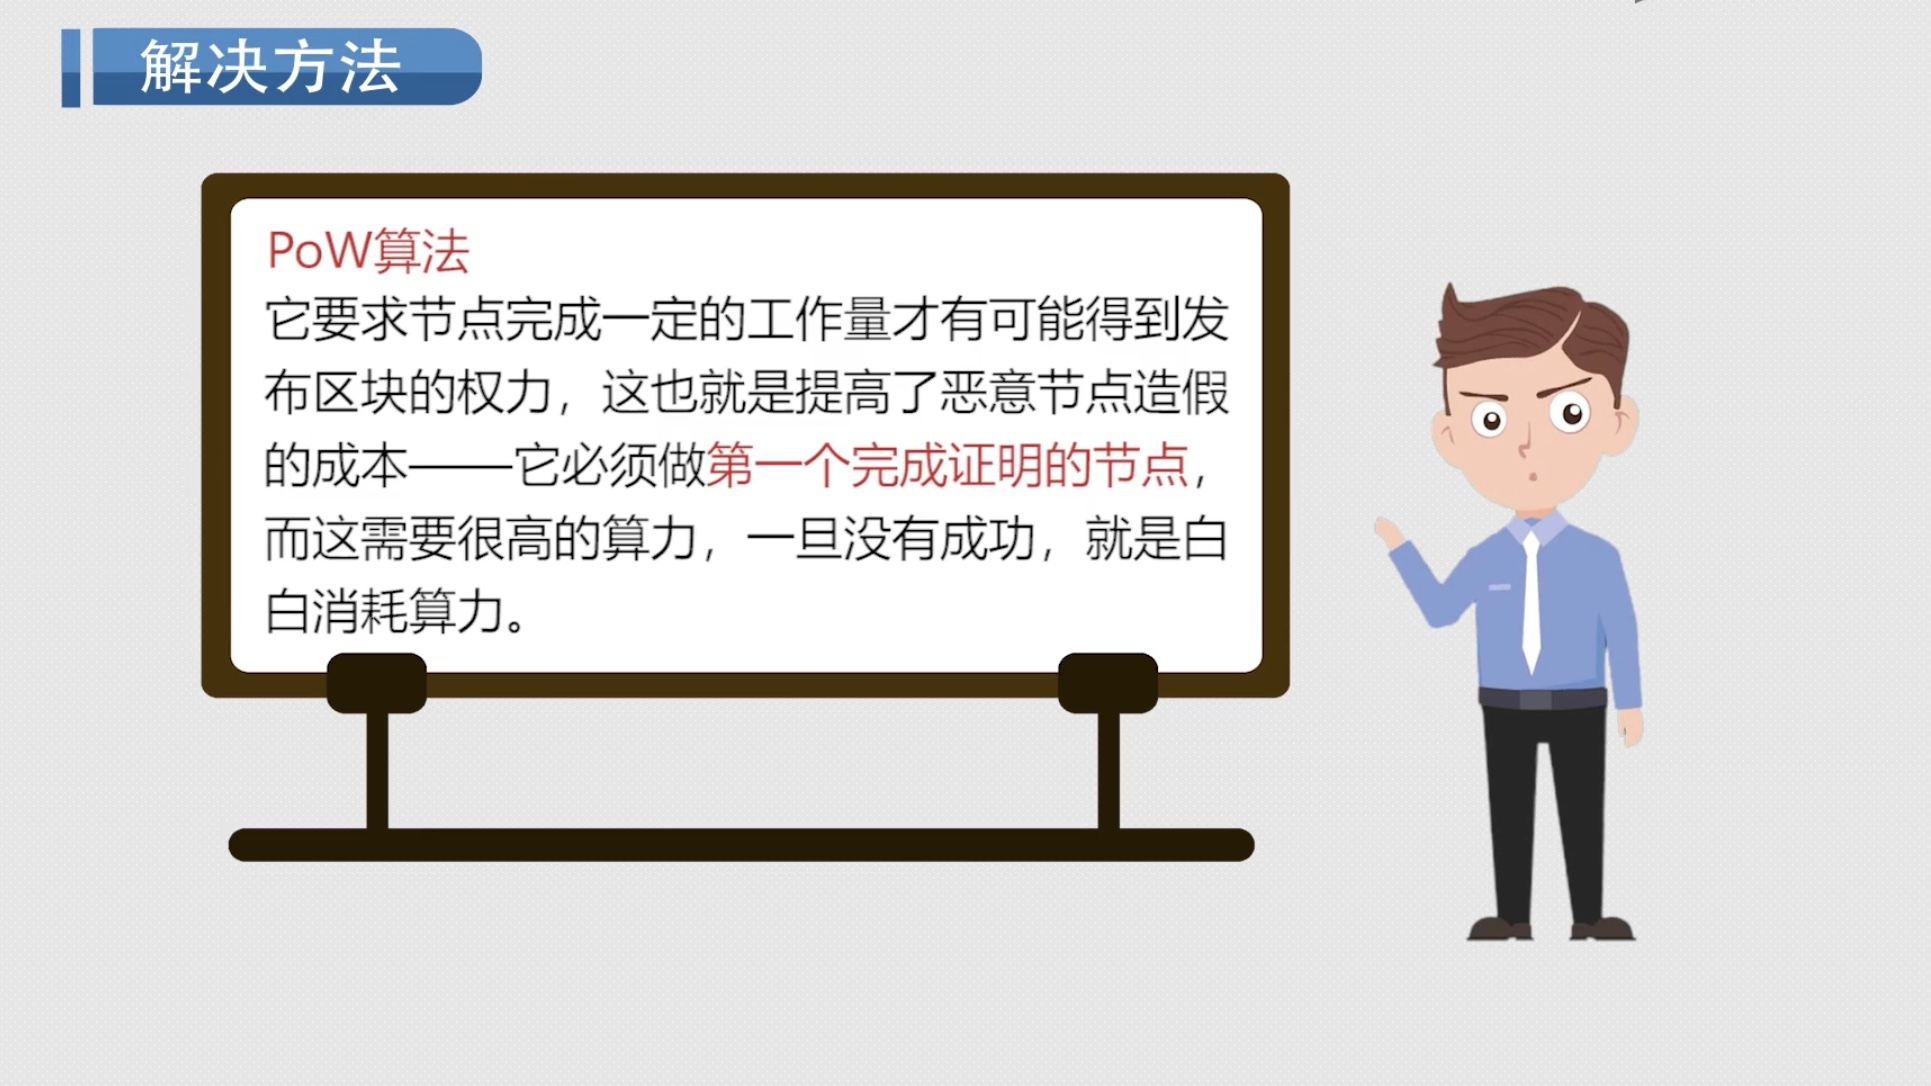 解决方法
PoW算法
它要求节点完成一定的工作量才有可能得到发
布区块的权力，这也就是提高了恶意节点造假
的成本——它必须做第一个完成证明的节点，
而这需要很高的算力，一旦没有成功，就是白
白消耗算力。